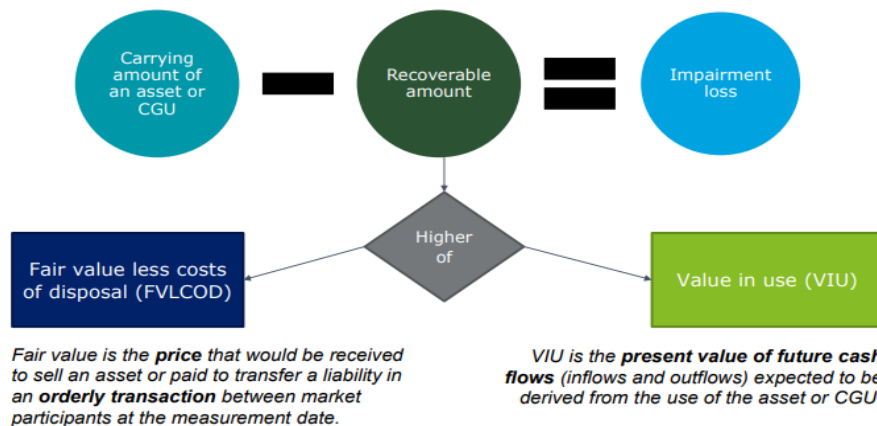 Carrying
amount of
an asset or
CGU
Recoverable
amount
Impairment
loss
Higher
of
Fair value less costs
of disposal (FVLCOD)
Value in use (VIU)
Fair value is the price that would be received
to sell an asset or paid to transfer a liability in
an orderly transaction between market
participants at the measurement date.
VIU is the present value of future cash
flows (inflows and outflows) expected to be
derived from the use of the asset or CGU